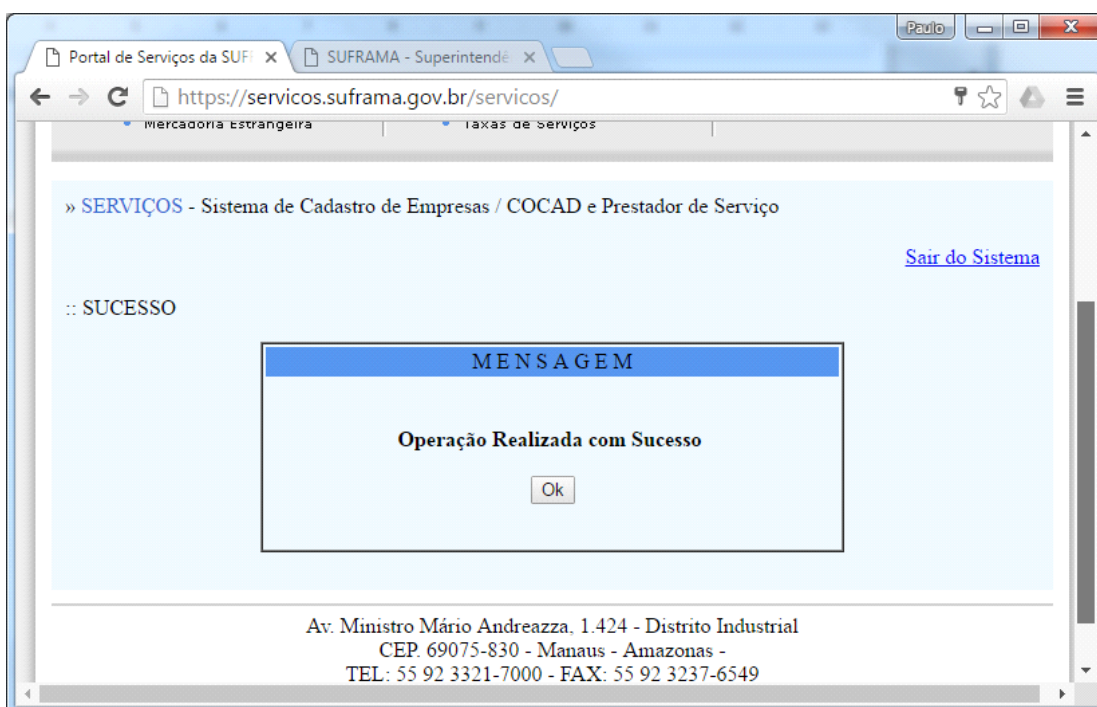 Paulo
Portal de Serviços da SUF
SUFRAMA - Superintendê
https://servicos.suframa.gov.br/servicos/
Mercadoria Estrangeira
Taxas de Serviços
» SERVIÇOS - Sistema de Cadastro de Empresas / COCAD e Prestador de Serviço
Sair do Sistema
:: SUCESSO
M E N S A G E M
Operação Realizada com Sucesso
Ok
Av. Ministro Mário Andreazza, 1.424 - Distrito Industrial
CEP. 69075-830 - Manaus - Amazonas -
TEL: 55 92 3321-7000 - FAX: 55 92 3237-6549